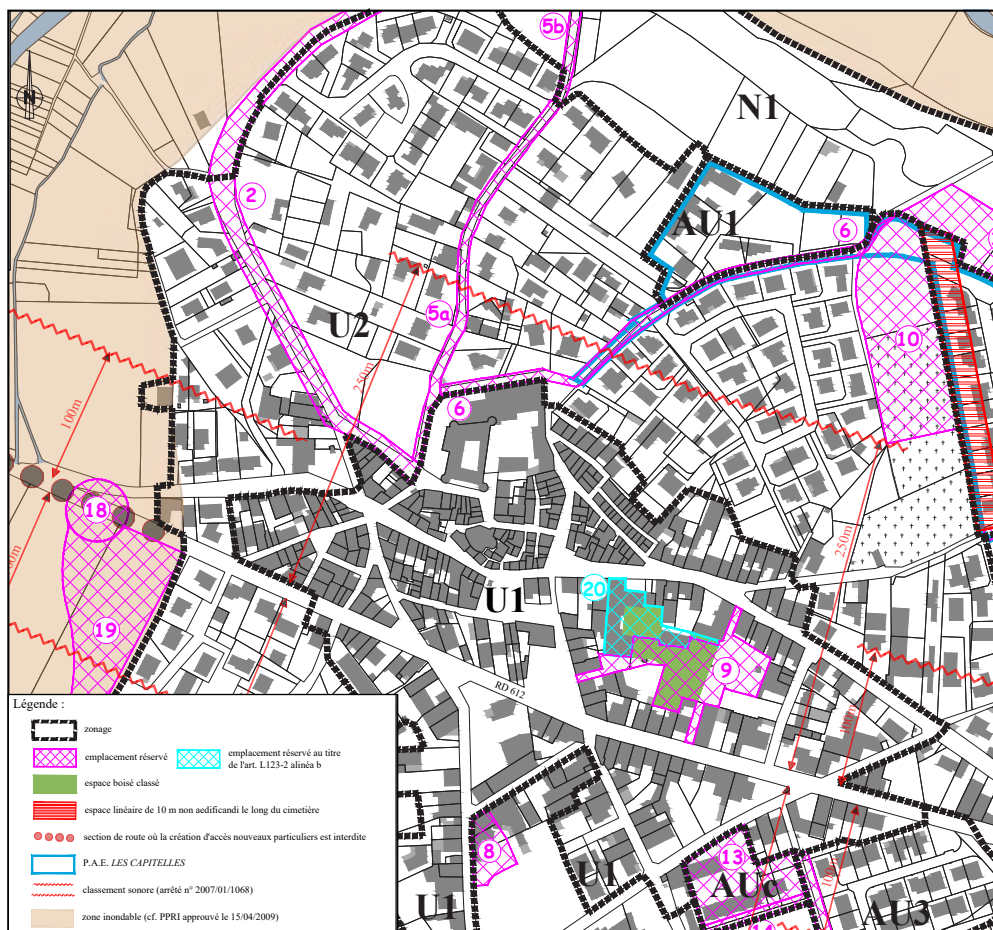 5b
N
N1
2
AU1
6
U2
5a
10
250m
100m
6
18
250m
20
U1
19
9
RD 612
100m
Légende :
zonage
emplacement réservé
emplacement réservé au titre
de l'art. L123-2 alinéa b
espace boisé classé
espace linéaire de 10 m non aedificandi le long du cimetière
section de route où la création d'accès nouveaux particuliers est interdite
P.A.E. LES CAPITELLES
classement sonore (arrêté n° 2007/01/1068)
zone inondable (cf. PPRI approuvé le 15/04/2009)
8
13
U1
AUc
100m
U1
AU3
14